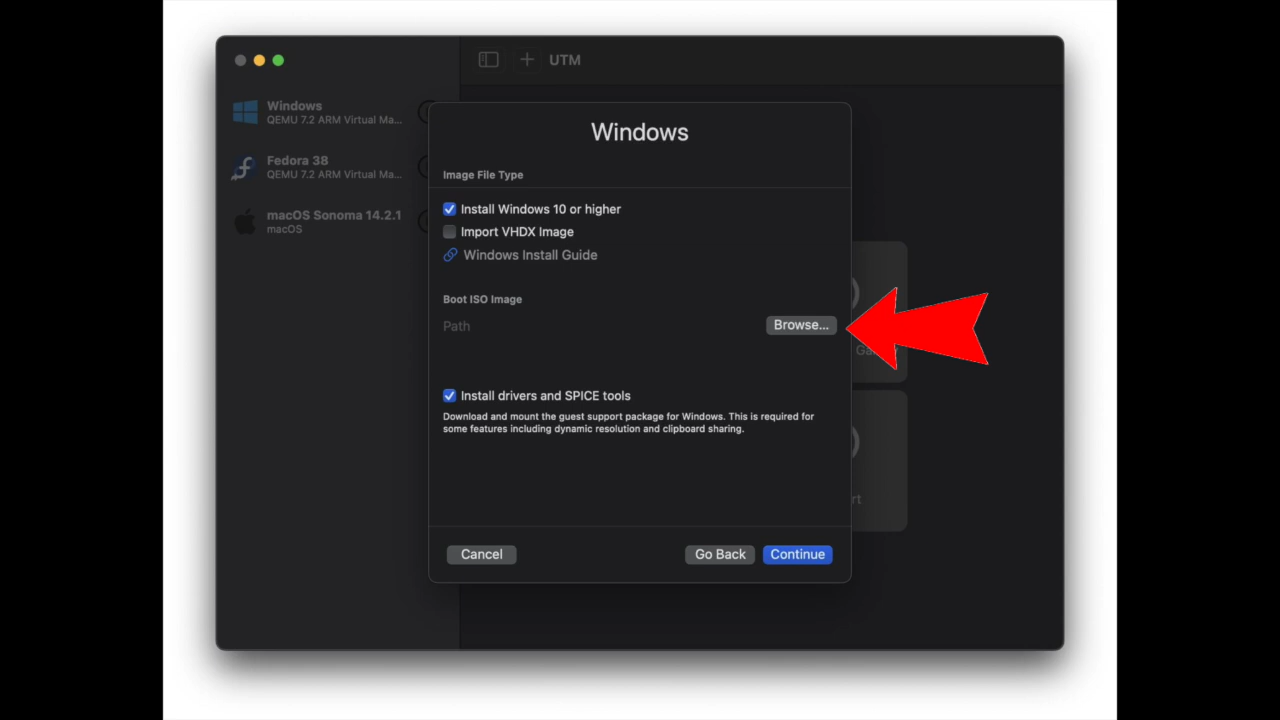 UTM
Windows
QEMU 7.2 ARM Virtual Ma...
Fedora 38
QEMU 7.2 ARM Virtual Ma...
macOS Sonoma 14.2.1
macOS
Windows
Image File Type
Install Windows 10 or higher
Import VHDX Image
Windows Install Guide
Boot ISO Image
Path
Browse...
Install drivers and SPICE tools
Download and mount the guest support package for Windows. This is required for
some features including dynamic resolution and clipboard sharing.
Cancel
Go Back
Continue